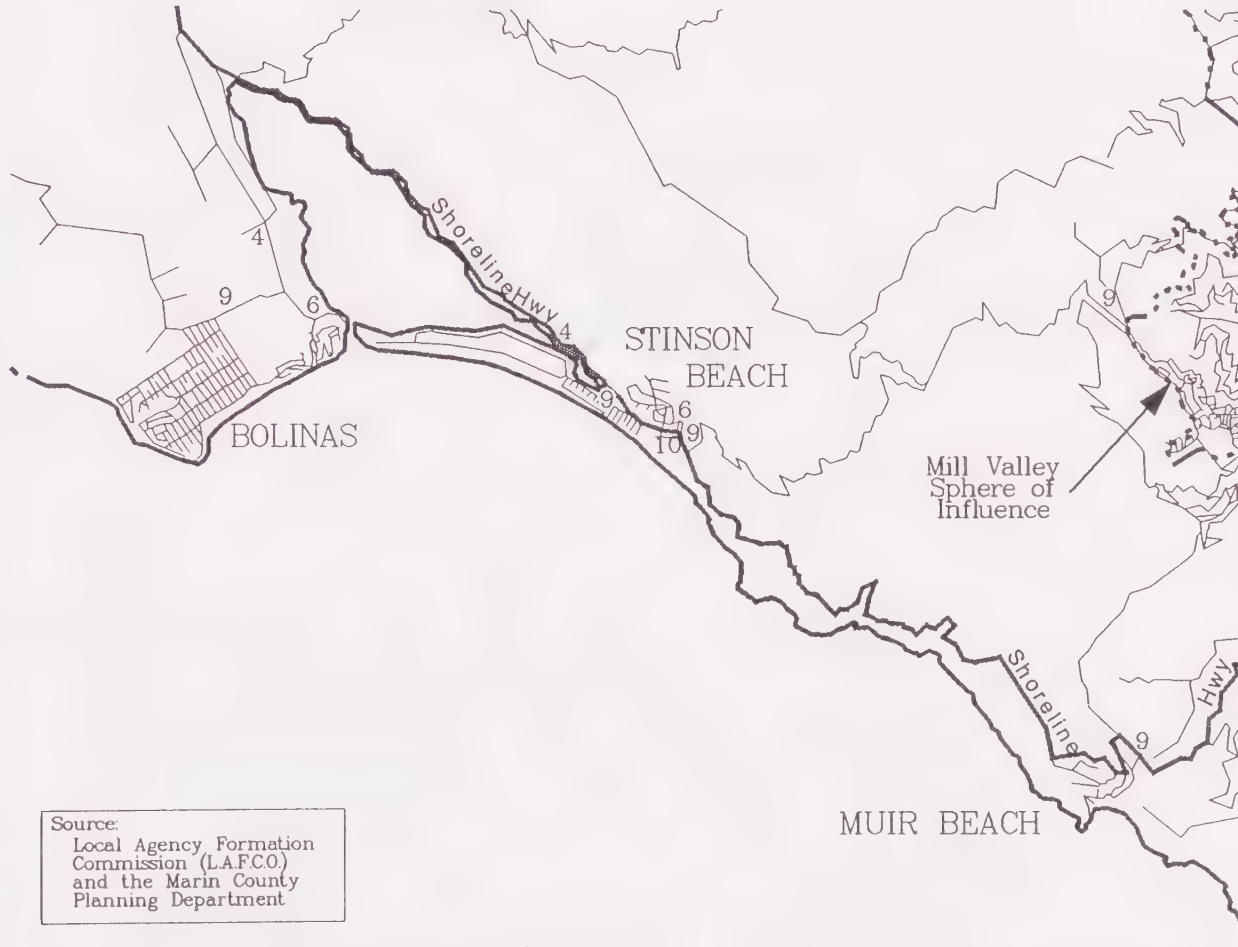 Shoreline Hwy
4
9
6
4
STINSON
BEACH
9
9
6
9
10
BOLINAS
Mill Valley
Sphere of
Influence
Shoreline
Hwy
9
MUIR BEACH
Source:
Local Agency Formation
Commission (L.A.F.C.O.)
and the Marin County
Planning Department